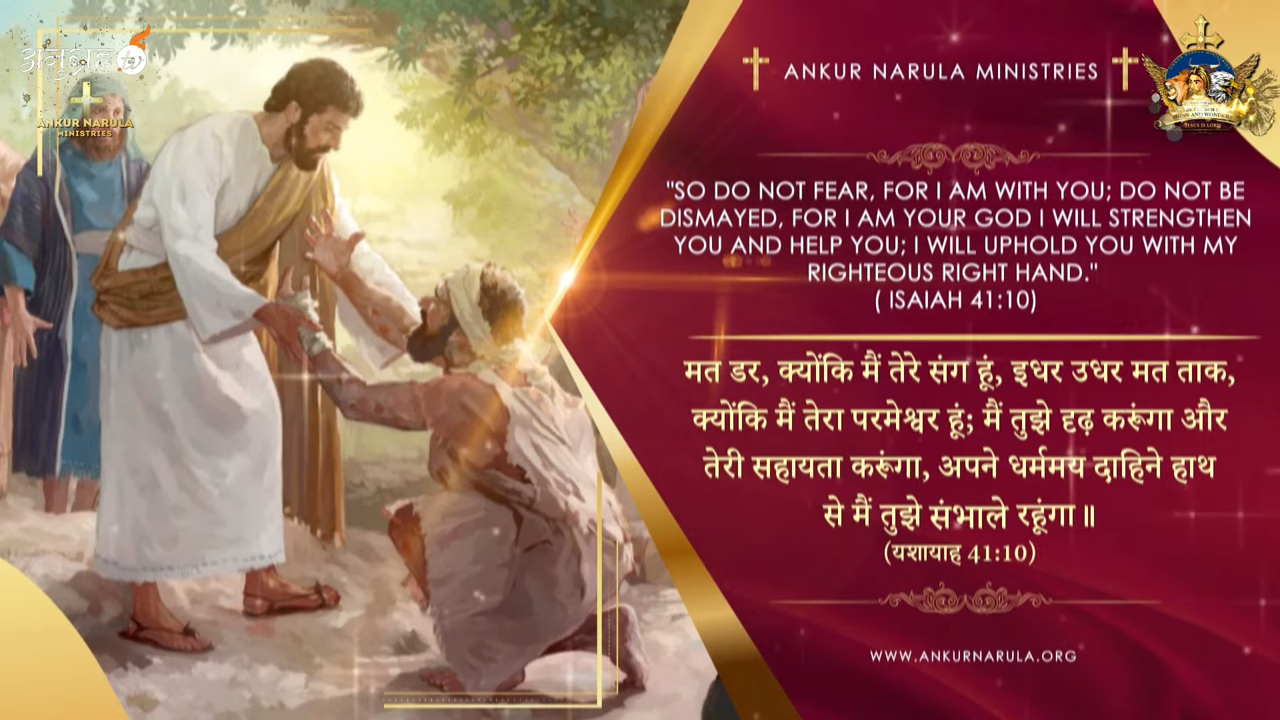 अनुग्रह tv
ANKUR NARULA
MINISTRIES
ANKUR NARULA MINISTRIES
"SO DO NOT FEAR, FOR I AM WITH YOU; DO NOT BE
DISMAYED, FOR I AM YOUR GOD I WILL STRENGTHEN
YOU AND HELP YOU; I WILL UPHOLD YOU WITH MY
RIGHTEOUS RIGHT HAND."
( ISAIAH 41:10)
मत डर, क्योंकि मैं तेरे संग हूं, इधर उधर मत ताक,
क्योंकि मैं तेरा परमेश्वर हूं; मैं तुझे दृढ़ करूंगा और
तेरी सहायता करूंगा, अपने धर्ममय दाहिने हाथ
से मैं तुझे संभाले रहूंगा॥
(यशायाह 41:10)
WWW.ANKURNARULA.ORG